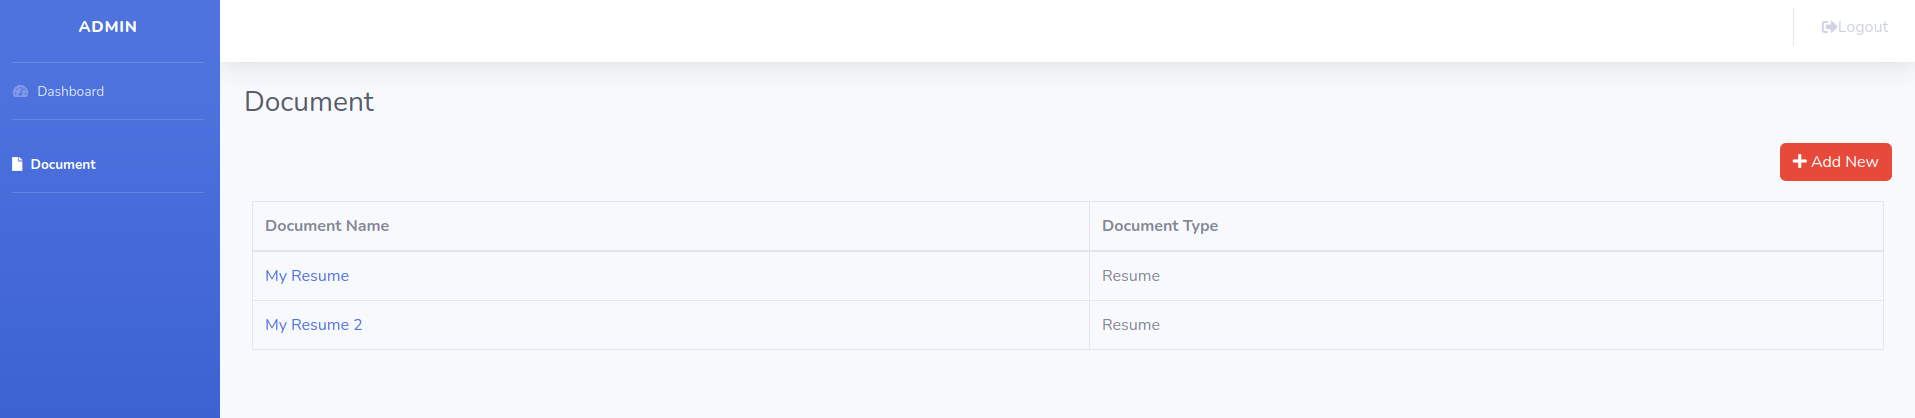 ADMIN
Logout
Dashboard
Document
Document
Add New
Document Name Document Type
My Resume Resume
My Resume 2 Resume